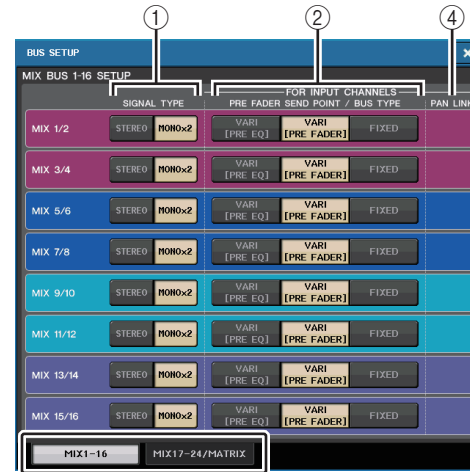 1 2 4
BUS SETUP ×
MIX BUS 1-16 SETUP
FOR INPUT CHANNELS
SIGNAL TYPE PRE FADER SEND POINT / BUS TYPE PAN LINK
MIX 1/2 STEREO MONOx2 VARI [PRE EQ] VARI [PRE FADER] FIXED
MIX 3/4 STEREO MONOx2 VARI [PRE EQ] VARI [PRE FADER] FIXED
MIX 5/6 STEREO MONOx2 VARI [PRE EQ] VARI [PRE FADER] FIXED
MIX 7/8 STEREO MONOx2 VARI [PRE EQ] VARI [PRE FADER] FIXED
MIX 9/10 STEREO MONOx2 VARI [PRE EQ] VARI [PRE FADER] FIXED
MIX 11/12 STEREO MONOx2 VARI [PRE EQ] VARI [PRE FADER] FIXED
MIX 13/14 STEREO MONOx2 VARI [PRE EQ] VARI [PRE FADER] FIXED
MIX 15/16 STEREO MONOx2 VARI [PRE EQ] VARI [PRE FADER] FIXED
MIX1-16 MIX17-24/MATRIX